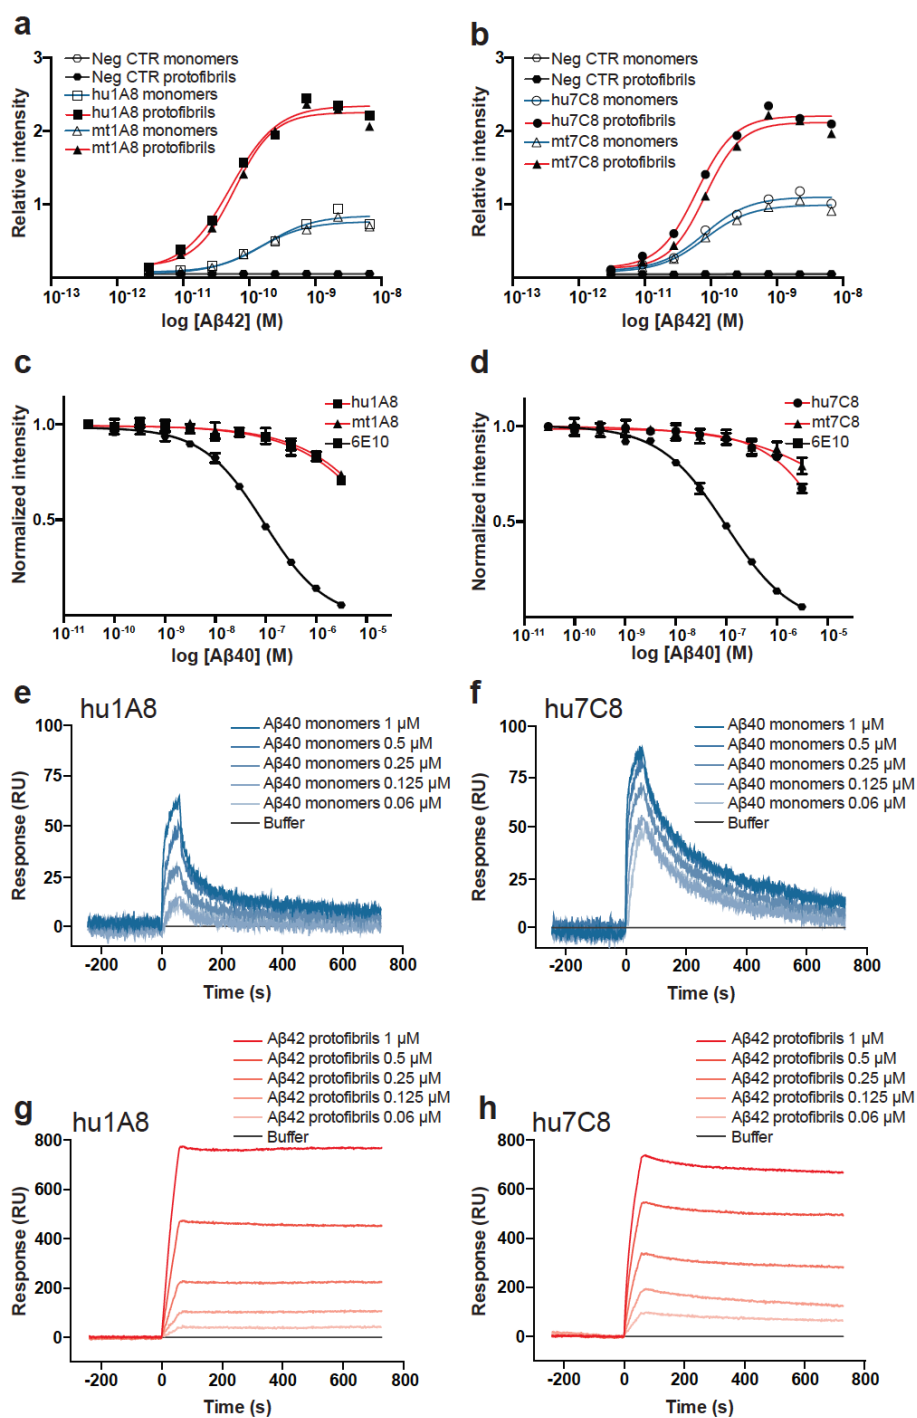 a
Neg CTR monomers
Neg CTR protofibrils
hu1A8 monomers
hu1A8 protofibrils
mt1A8 monomers
mt1A8 protofibrils
Relative intensity
3
2
1
10-13 10-12 10-11 10-10 10-9 10-8
log [Aβ42] (M)
b
Neg CTR monomers
Neg CTR protofibrils
hu7C8 monomers
hu7C8 protofibrils
mt7C8 monomers
mt7C8 protofibrils
Relative intensity
3
2
1
10-13 10-12 10-11 10-10 10-9 10-8
log [Aβ42] (M)
c
hu1A8
mt1A8
6E10
Normalized intensity
1.0
0.5
10-11 10-10 10-9 10-8 10-7 10-6 10-5
log [Aβ40] (M)
d
hu7C8
mt7C8
6E10
Normalized intensity
1.0
0.5
10-11 10-10 10-9 10-8 10-7 10-6 10-5
log [Aβ40] (M)
e
hu1A8
Aβ40 monomers 1 µM
Aβ40 monomers 0.5 µM
Aβ40 monomers 0.25 µM
Aβ40 monomers 0.125 µM
Aβ40 monomers 0.06 µM
Buffer
Response (RU)
100
75
50
25
0
-200 0 200 400 600 800
Time (s)
f
hu7C8
Aβ40 monomers 1 µM
Aβ40 monomers 0.5 µM
Aβ40 monomers 0.25 µM
Aβ40 monomers 0.125 µM
Aβ40 monomers 0.06 µM
Buffer
Response (RU)
100
75
50
25
0
-200 0 200 400 600 800
Time (s)
g
hu1A8
Aβ42 protofibrils 1 µM
Aβ42 protofibrils 0.5 µM
Aβ42 protofibrils 0.25 µM
Aβ42 protofibrils 0.125 µM
Aβ42 protofibrils 0.06 µM
Buffer
Response (RU)
800
600
400
200
0
-200 0 200 400 600 800
Time (s)
h
hu7C8
Aβ42 protofibrils 1 µM
Aβ42 protofibrils 0.5 µM
Aβ42 protofibrils 0.25 µM
Aβ42 protofibrils 0.125 µM
Aβ42 protofibrils 0.06 µM
Buffer
Response (RU)
800
600
400
200
0
-200 0 200 400 600 800
Time (s)